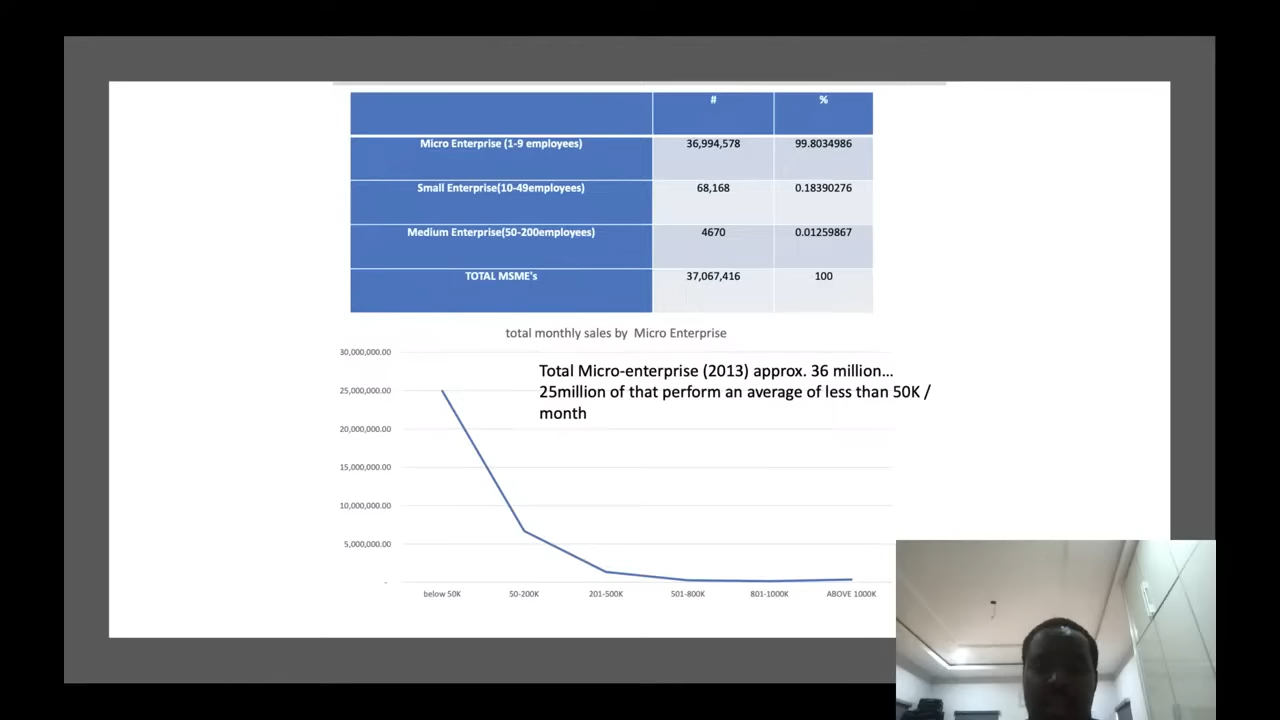 # %
Micro Enterprise (1-9 employees) 36,994,578 99.8034986
Small Enterprise(10-49employees) 68,168 0.18390276
Medium Enterprise(50-200employees) 4670 0.01259867
TOTAL MSME's 37,067,416 100
total monthly sales by Micro Enterprise
Total Micro-enterprise (2013) approx. 36 million...
25million of that perform an average of less than 50K /
month
30,000,000.00
25,000,000.00
20,000,000.00
15,000,000.00
10,000,000.00
5,000,000.00
-
below 50K 50-200K 201-500K 501-800K 801-1000K ABOVE 1000K